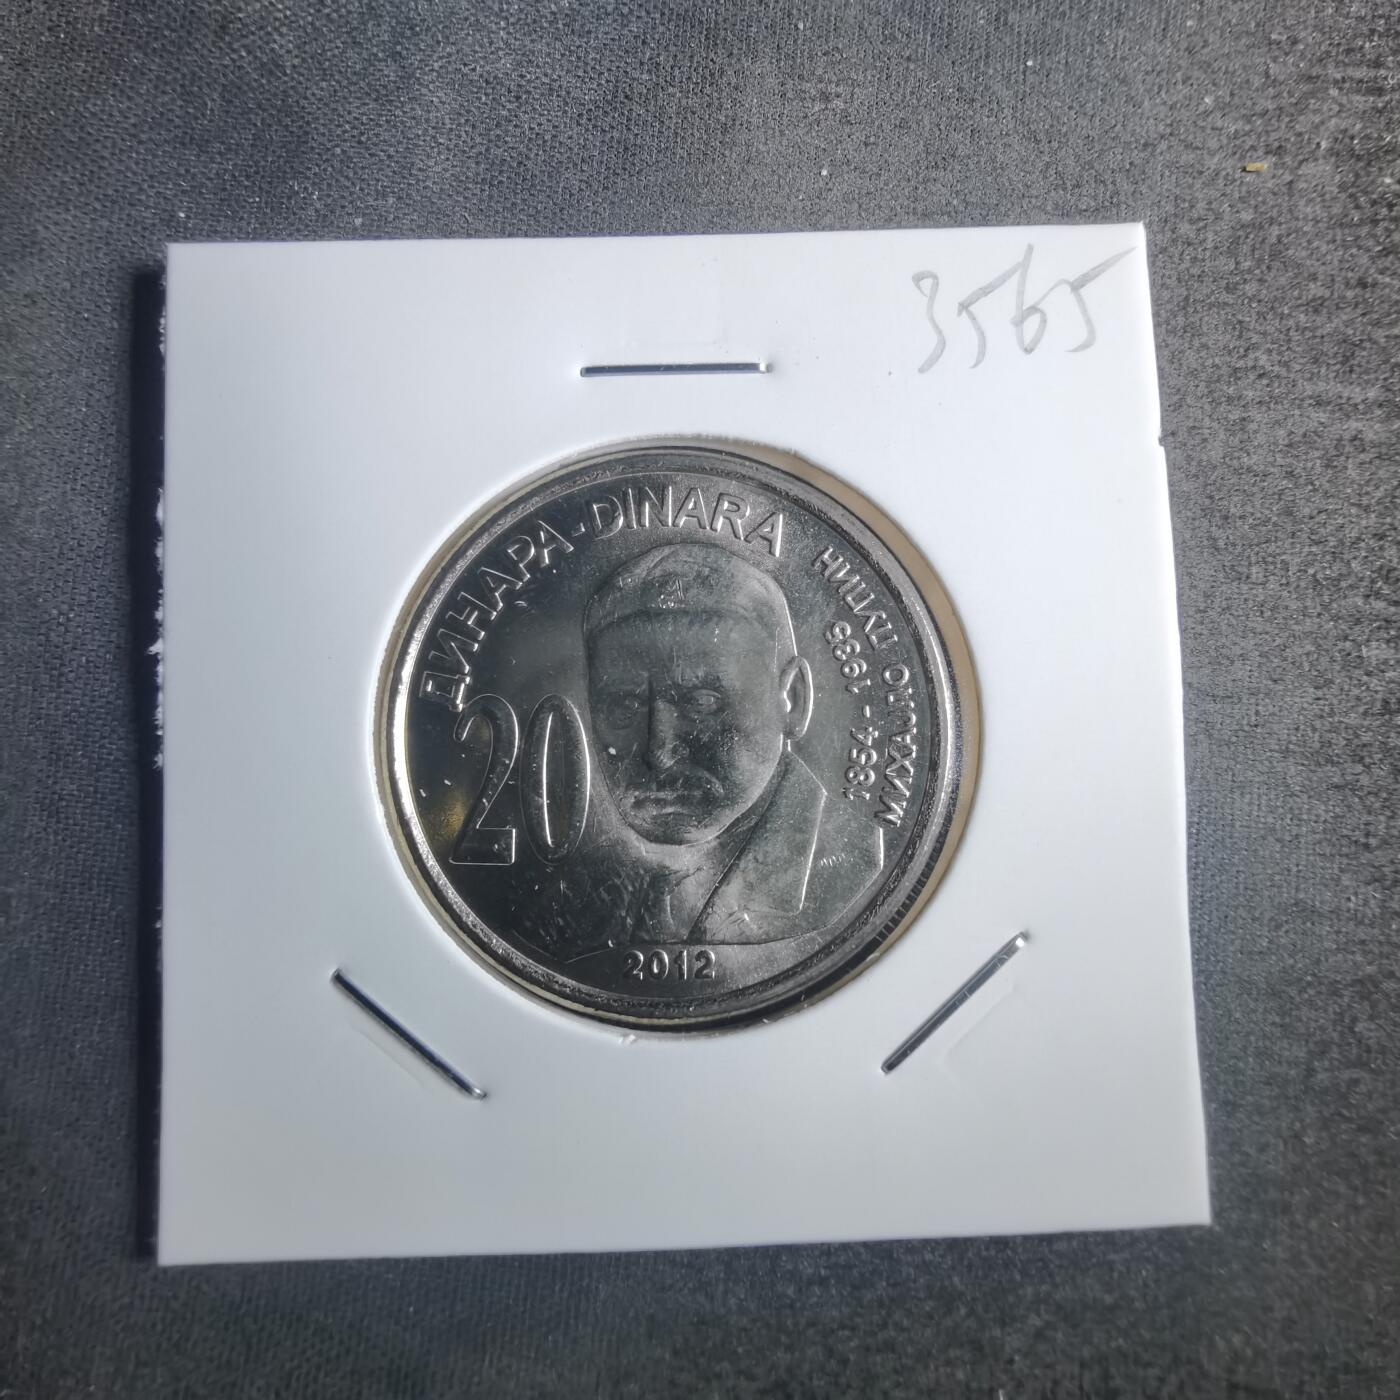 3565
ДИНАРА-DINARA
20
МИХАЈЛО ПУПИН
1854-1935
2012